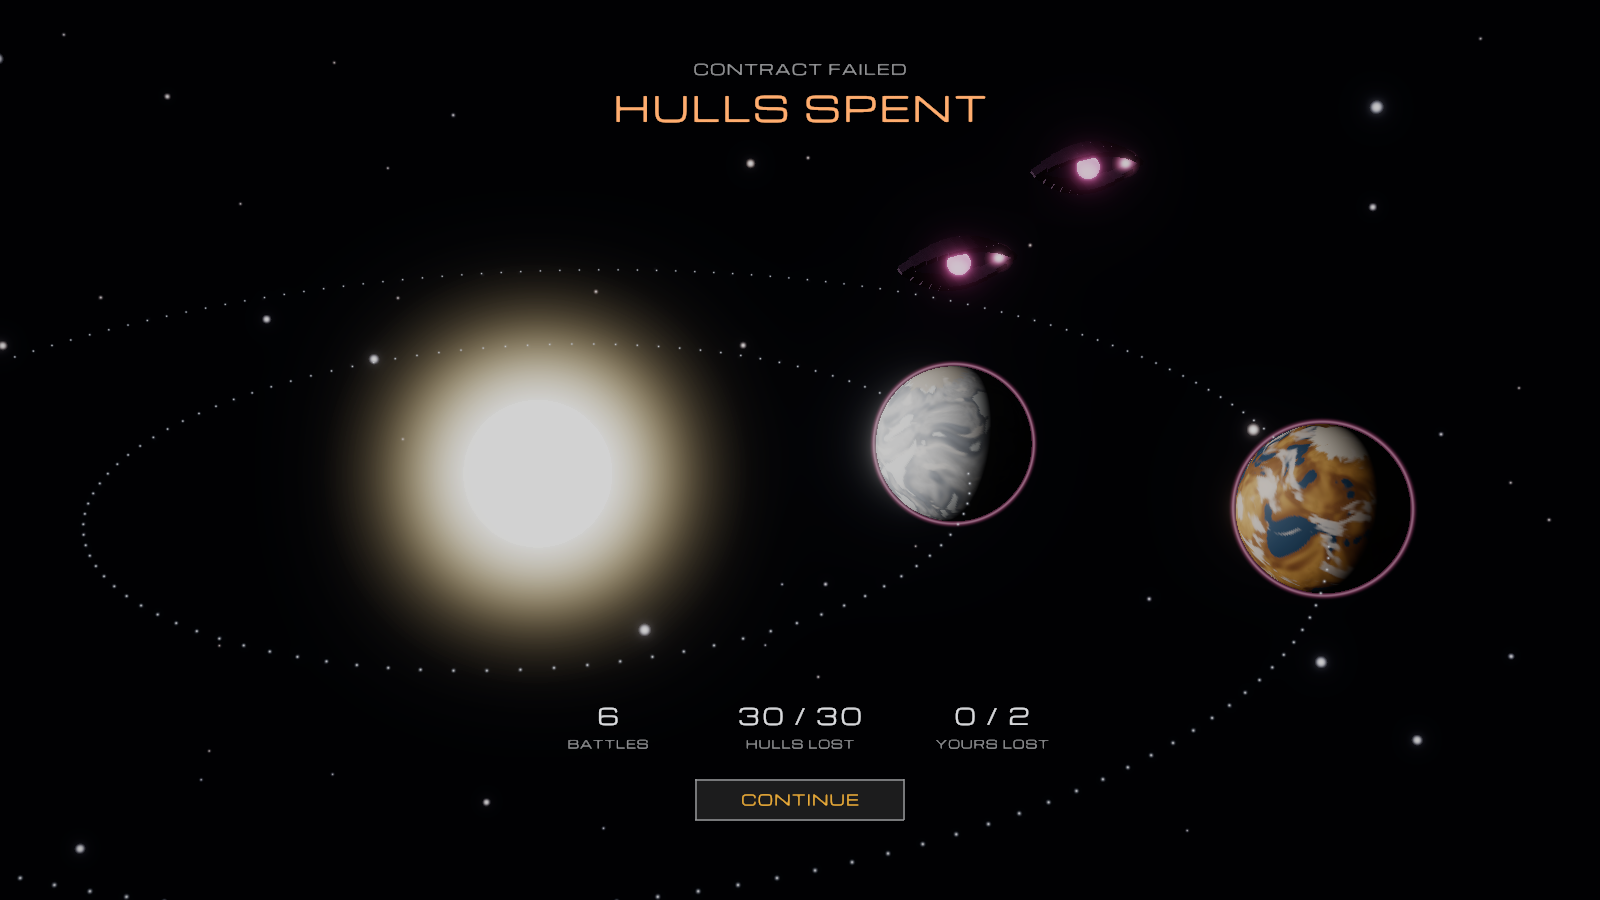 CONTRACT FAILED
HULLS SPENT
6
BATTLES
30 / 30
HULLS LOST
0 / 2
YOURS LOST
CONTINUE